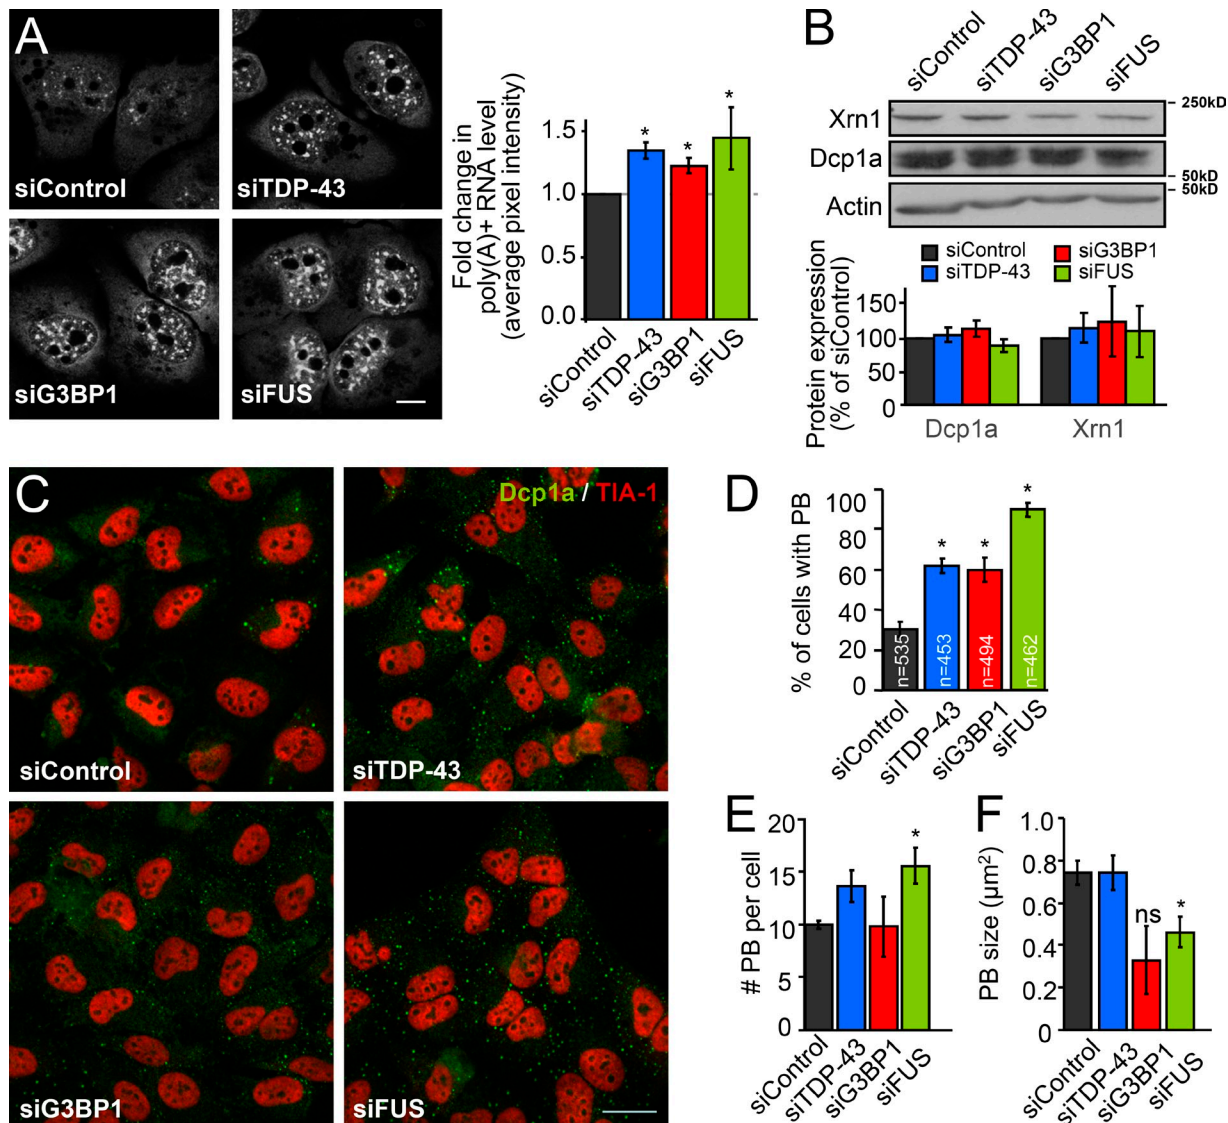 A
siControl
siTDP-43
siG3BP1
siFUS
Fold change in
poly(A)+ RNA level
(average pixel intensity)
1.5
1.0
0.5
0.0
*
*
*
siControl
siTDP-43
siG3BP1
siFUS
B
siControl
siTDP-43
siG3BP1
siFUS
Xrn1
Dcp1a
Actin
250kD
50kD
50kD
siControl
siG3BP1
siTDP-43
siFUS
Protein expression
(% of siControl)
150
100
50
0
Dcp1a
Xrn1
C
Dcp1a / TIA-1
siControl
siTDP-43
siG3BP1
siFUS
D
% of cells with PB
100
80
60
40
20
0
*
*
*
n=535
n=453
n=494
n=462
siControl
siTDP-43
siG3BP1
siFUS
E
# PB per cell
20
15
10
5
0
*
siControl
siTDP-43
siG3BP1
siFUS
F
PB size (µm²)
1.0
0.8
0.6
0.4
0.2
0
ns
*
siControl
siTDP-43
siG3BP1
siFUS